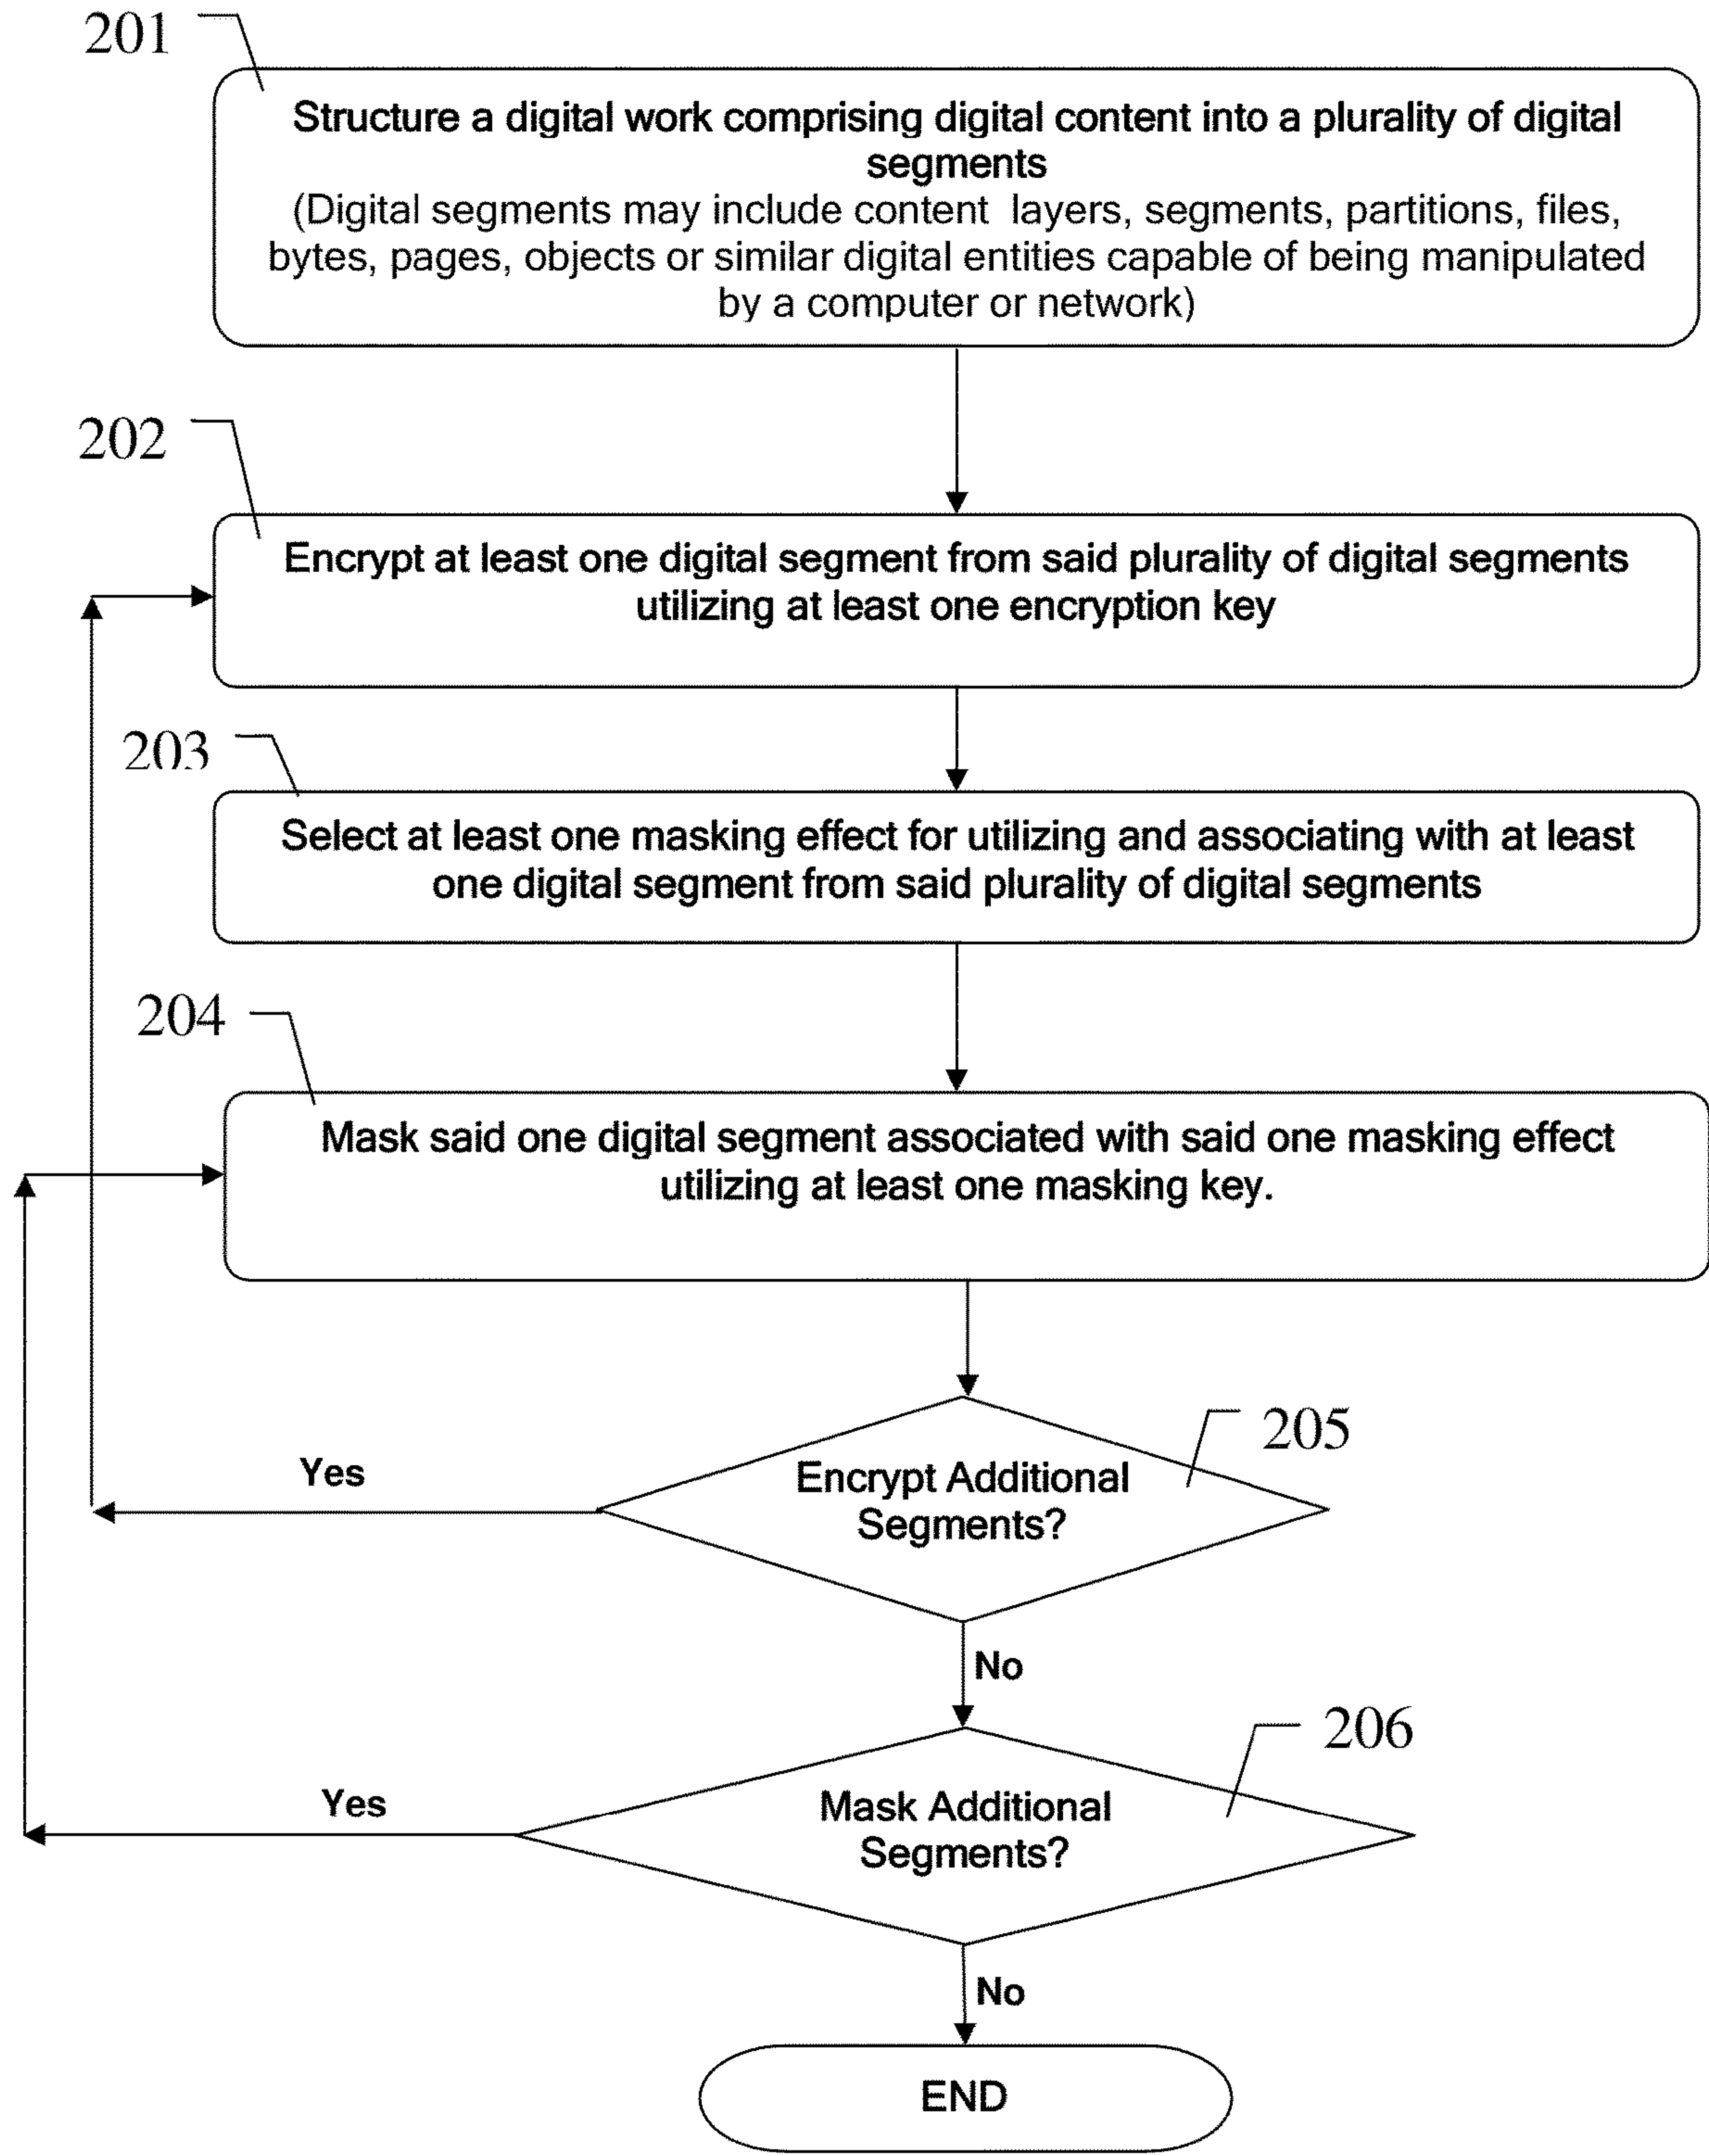 201
Structure a digital work comprising digital content into a plurality of digital
segments
(Digital segments may include content layers, segments, partitions, files,
bytes, pages, objects or similar digital entities capable of being manipulated
by a computer or network)
202
Encrypt at least one digital segment from said plurality of digital segments
utilizing at least one encryption key
203
Select at least one masking effect for utilizing and associating with at least
one digital segment from said plurality of digital segments
204
Mask said one digital segment associated with said one masking effect
utilizing at least one masking key.
205
Encrypt Additional
Segments?
Yes
No
206
Mask Additional
Segments?
Yes
No
END